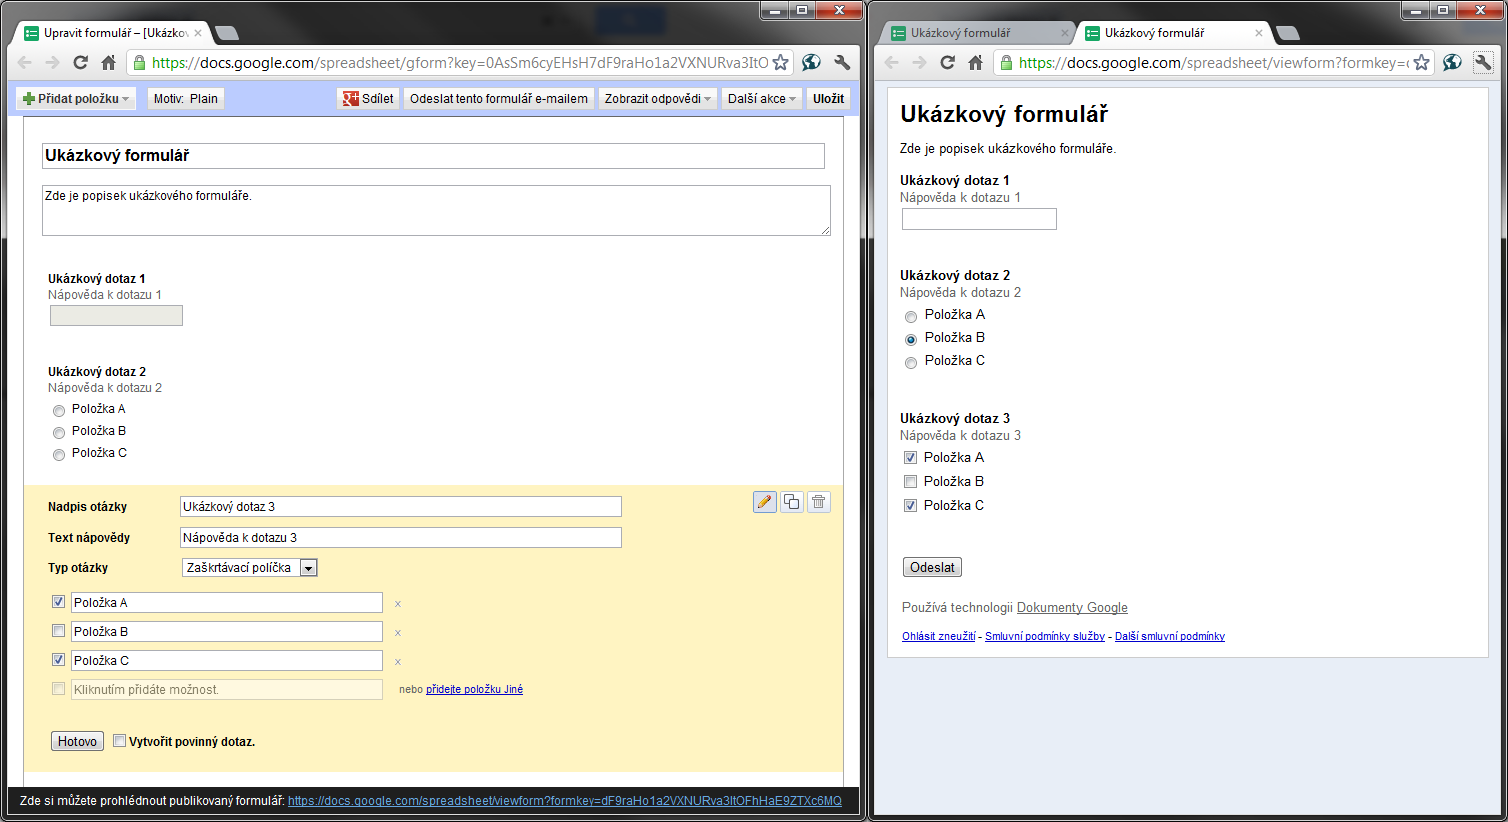 Upravit formulář – [Ukázkov
https://docs.google.com/spreadsheet/gform?key=0AsSm6cyEHsH7dF9raHo1a2VXNURva3ItO
Přidat položku
Motiv: Plain
Sdílet
Odeslat tento formulář e-mailem
Zobrazit odpovědi
Další akce
Uložit
Ukázkový formulář
Zde je popisek ukázkového formuláře.
Ukázkový dotaz 1
Nápověda k dotazu 1
Ukázkový dotaz 2
Nápověda k dotazu 2
Položka A
Položka B
Položka C
Nadpis otázky
Ukázkový dotaz 3
Text nápovědy
Nápověda k dotazu 3
Typ otázky
Zaškrtávací políčka
Položka A
x
Položka B
x
Položka C
x
Kliknutím přidáte možnost.
nebo přidejte položku Jiné
Hotovo
Vytvořit povinný dotaz.
Zde si můžete prohlédnout publikovaný formulář: https://docs.google.com/spreadsheet/viewform?formkey=dF9raHo1a2VXNURva3ItOFhHaE9ZTXc6MQ
Ukázkový formulář
Ukázkový formulář
https://docs.google.com/spreadsheet/viewform?formkey=
Ukázkový formulář
Zde je popisek ukázkového formuláře.
Ukázkový dotaz 1
Nápověda k dotazu 1
Ukázkový dotaz 2
Nápověda k dotazu 2
Položka A
Položka B
Položka C
Ukázkový dotaz 3
Nápověda k dotazu 3
Položka A
Položka B
Položka C
Odeslat
Používá technologii Dokumenty Google
Ohlásit zneužití - Smluvní podmínky služby - Další smluvní podmínky